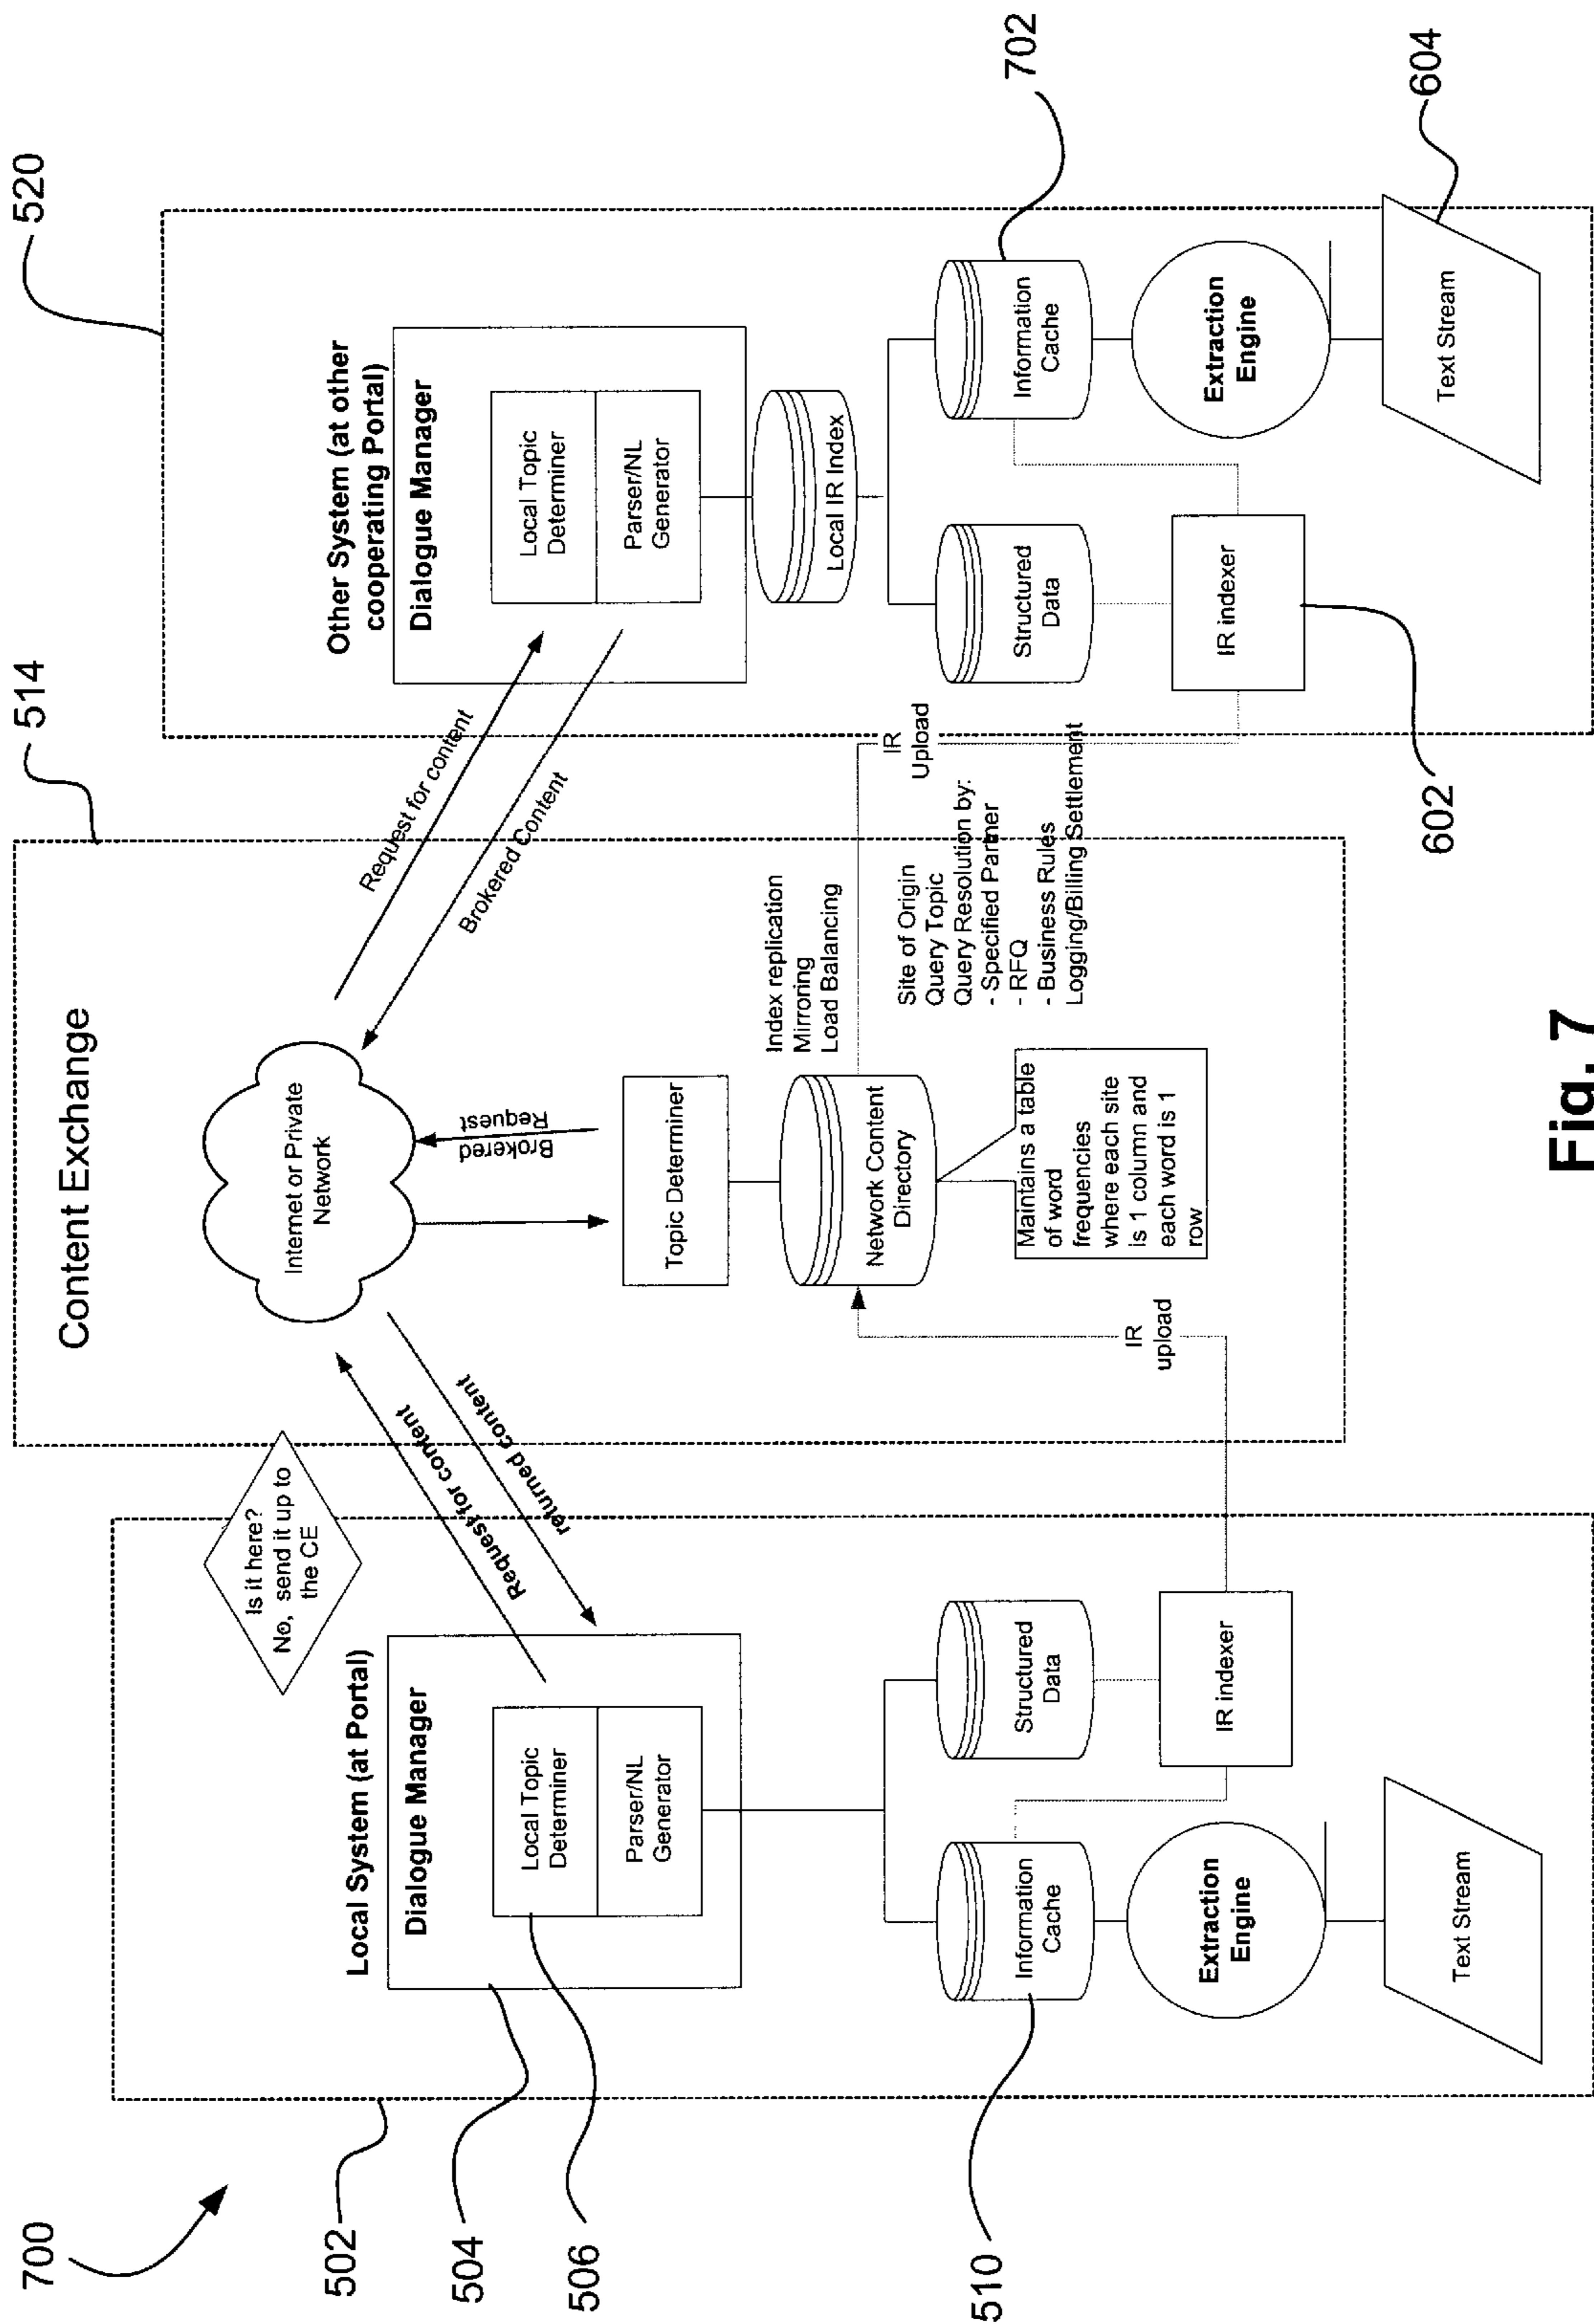 700
502
504
506
510
Local System (at Portal)
Dialogue Manager
Local Topic
Determiner
Parser/NL
Generator
Information
Cache
Structured
Data
Extraction
Engine
IR indexer
Text Stream
Is it here?
No, send it up to
the CE
Request for content
returned content
514
Content Exchange
Internet or Private
Network
Brokered
Request
Topic Determiner
Network Content
Directory
Maintains a table
of word
frequencies
where each site
is 1 column and
each word is 1
row
IR
upload
Index replication
Mirroring
Load Balancing
Site of Origin
Query Topic
Query Resolution by:
- Specified Partner
- RFQ
- Business Rules
Logging/Billing Settlement
IR
Upload
Request for content
Brokered Content
520
Other System (at other
cooperating Portal)
Dialogue Manager
Local Topic
Determiner
Parser/NL
Generator
Local IR Index
Structured
Data
Information
Cache
702
IR indexer
602
Extraction
Engine
Text Stream
604
Fig. 7